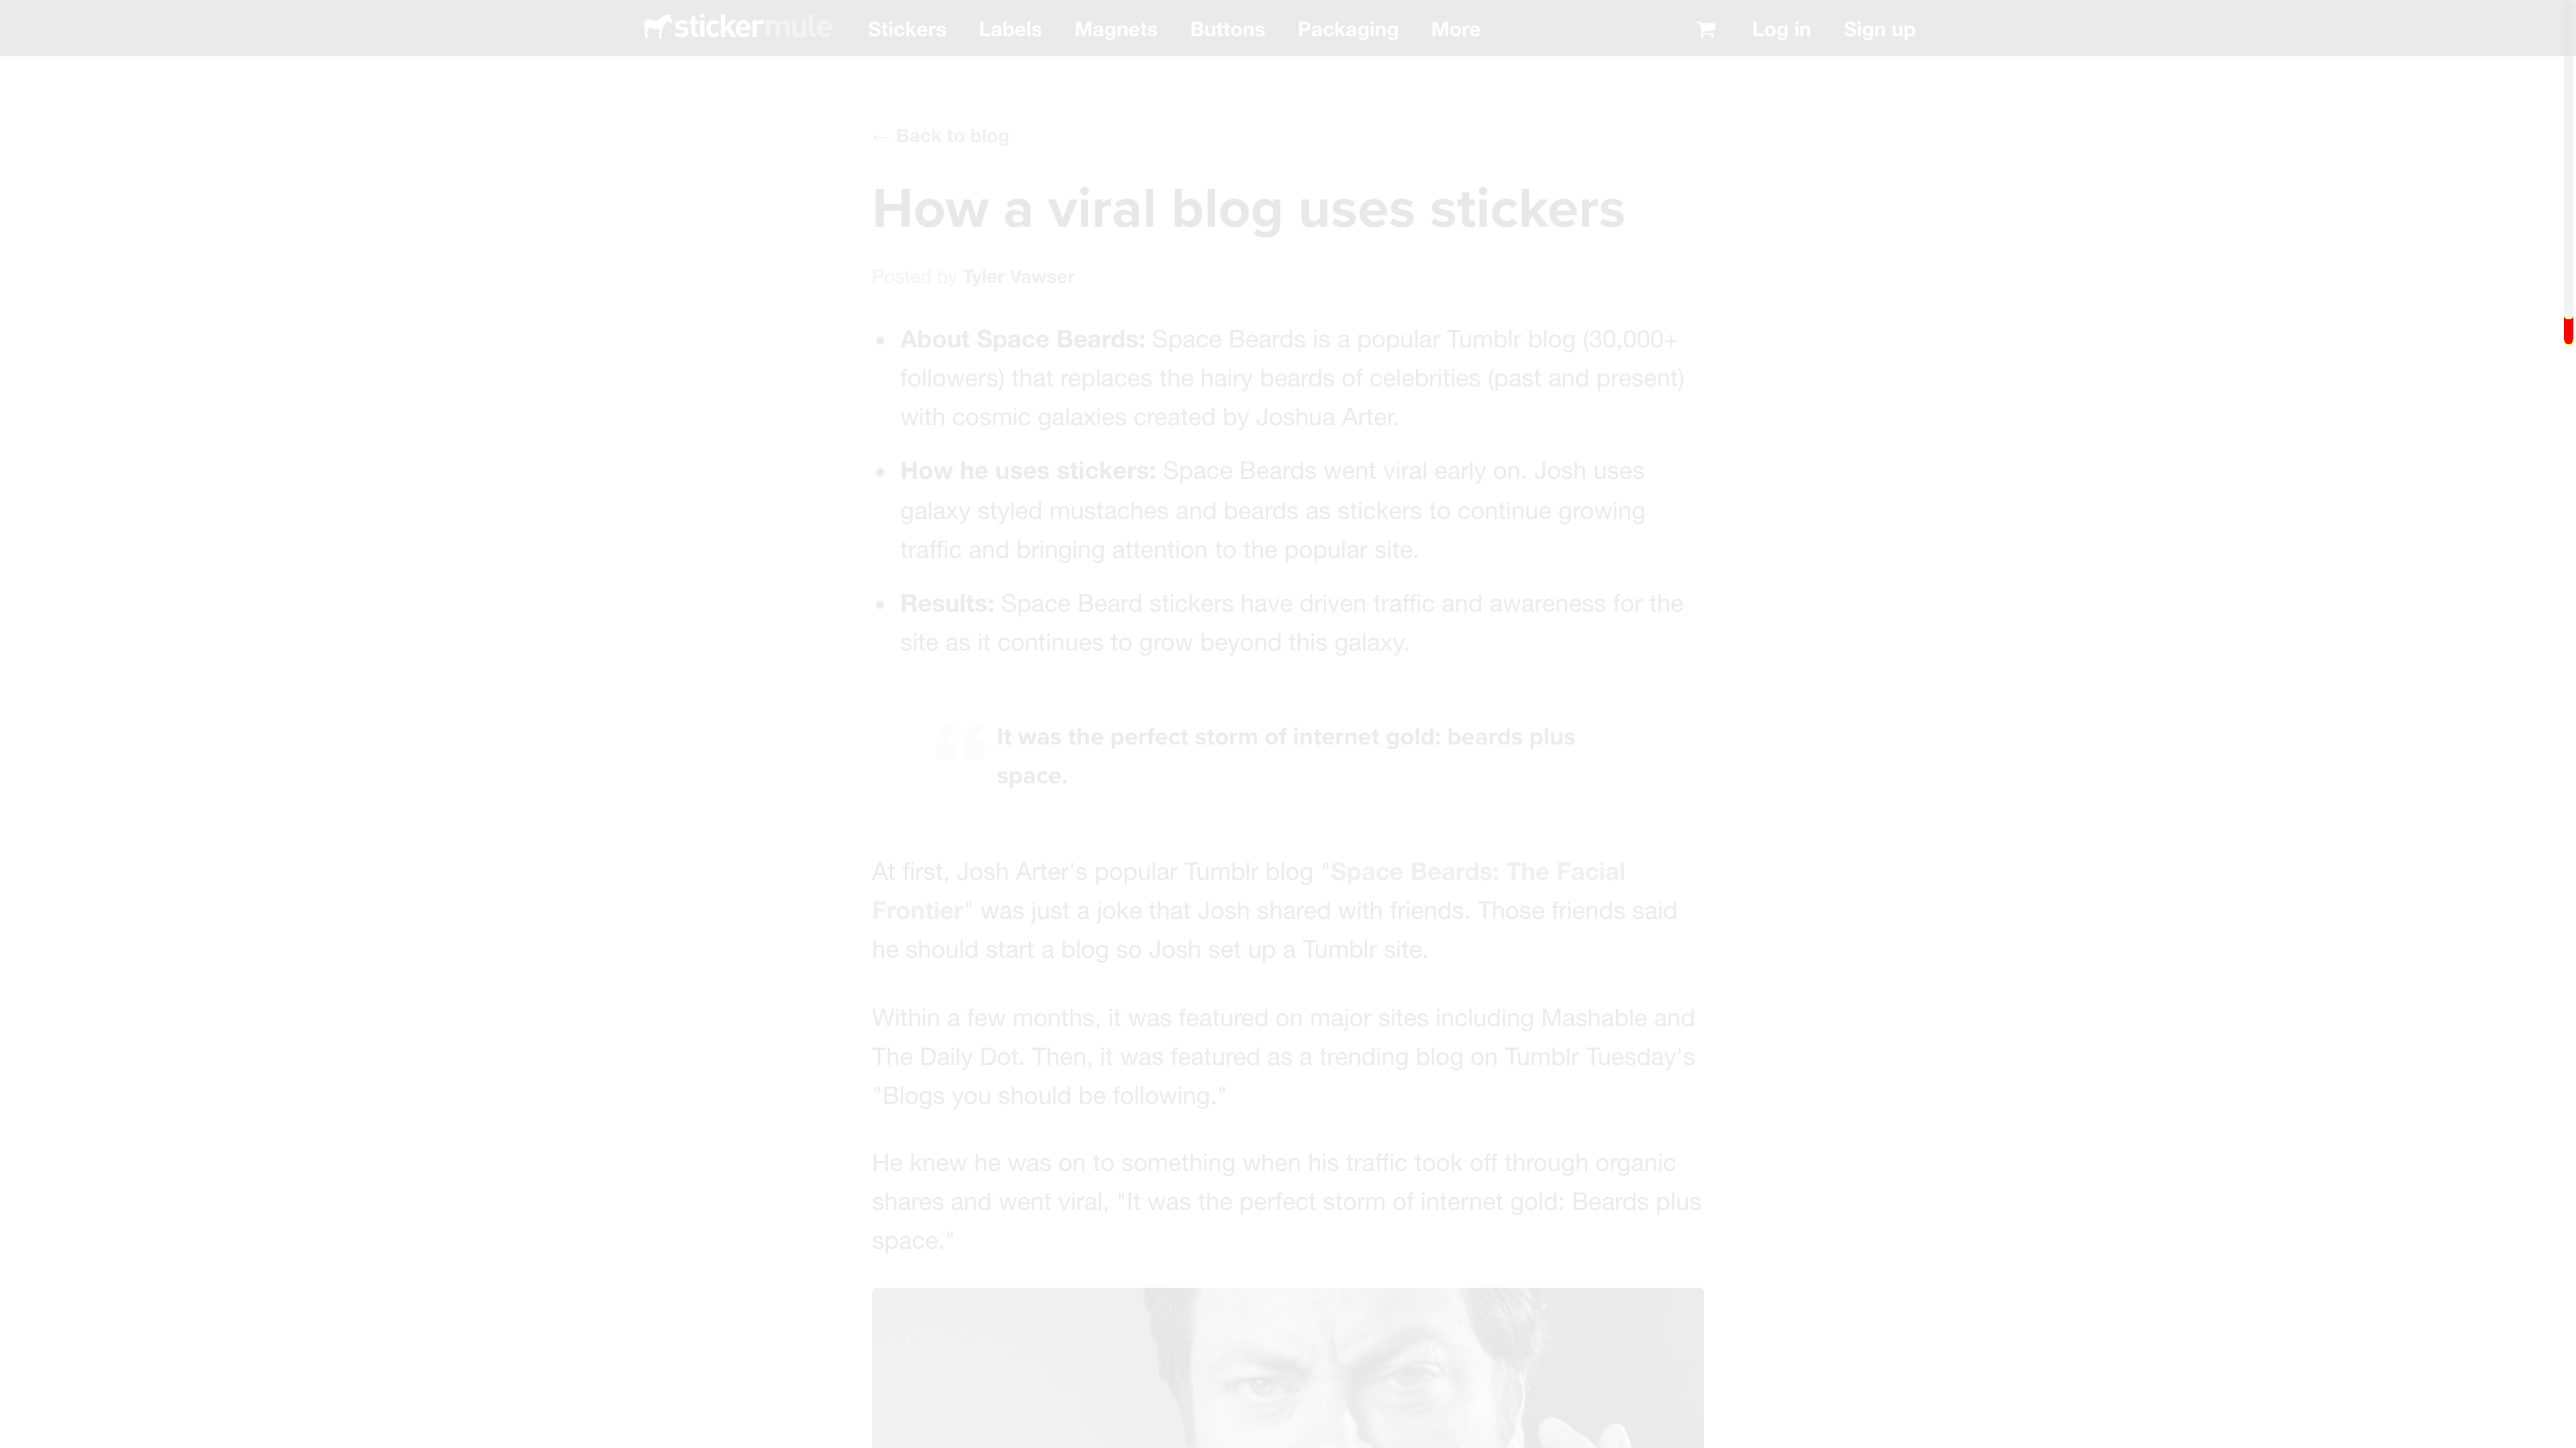 stickermule Stickers Labels Magnets Buttons Packaging More Log in Sign up
← Back to blog
How a viral blog uses stickers
Posted by Tyler Vawser
• About Space Beards: Space Beards is a popular Tumblr blog (30,000+
followers) that replaces the hairy beards of celebrities (past and present)
with cosmic galaxies created by Joshua Arter.
• How he uses stickers: Space Beards went viral early on. Josh uses
galaxy styled mustaches and beards as stickers to continue growing
traffic and bringing attention to the popular site.
• Results: Space Beard stickers have driven traffic and awareness for the
site as it continues to grow beyond this galaxy.
“ It was the perfect storm of internet gold: beards plus
space.
At first, Josh Arter's popular Tumblr blog "Space Beards: The Facial
Frontier" was just a joke that Josh shared with friends. Those friends said
he should start a blog so Josh set up a Tumblr site.
Within a few months, it was featured on major sites including Mashable and
The Daily Dot. Then, it was featured as a trending blog on Tumblr Tuesday's
"Blogs you should be following."
He knew he was on to something when his traffic took off through organic
shares and went viral, "It was the perfect storm of internet gold: Beards plus
space."